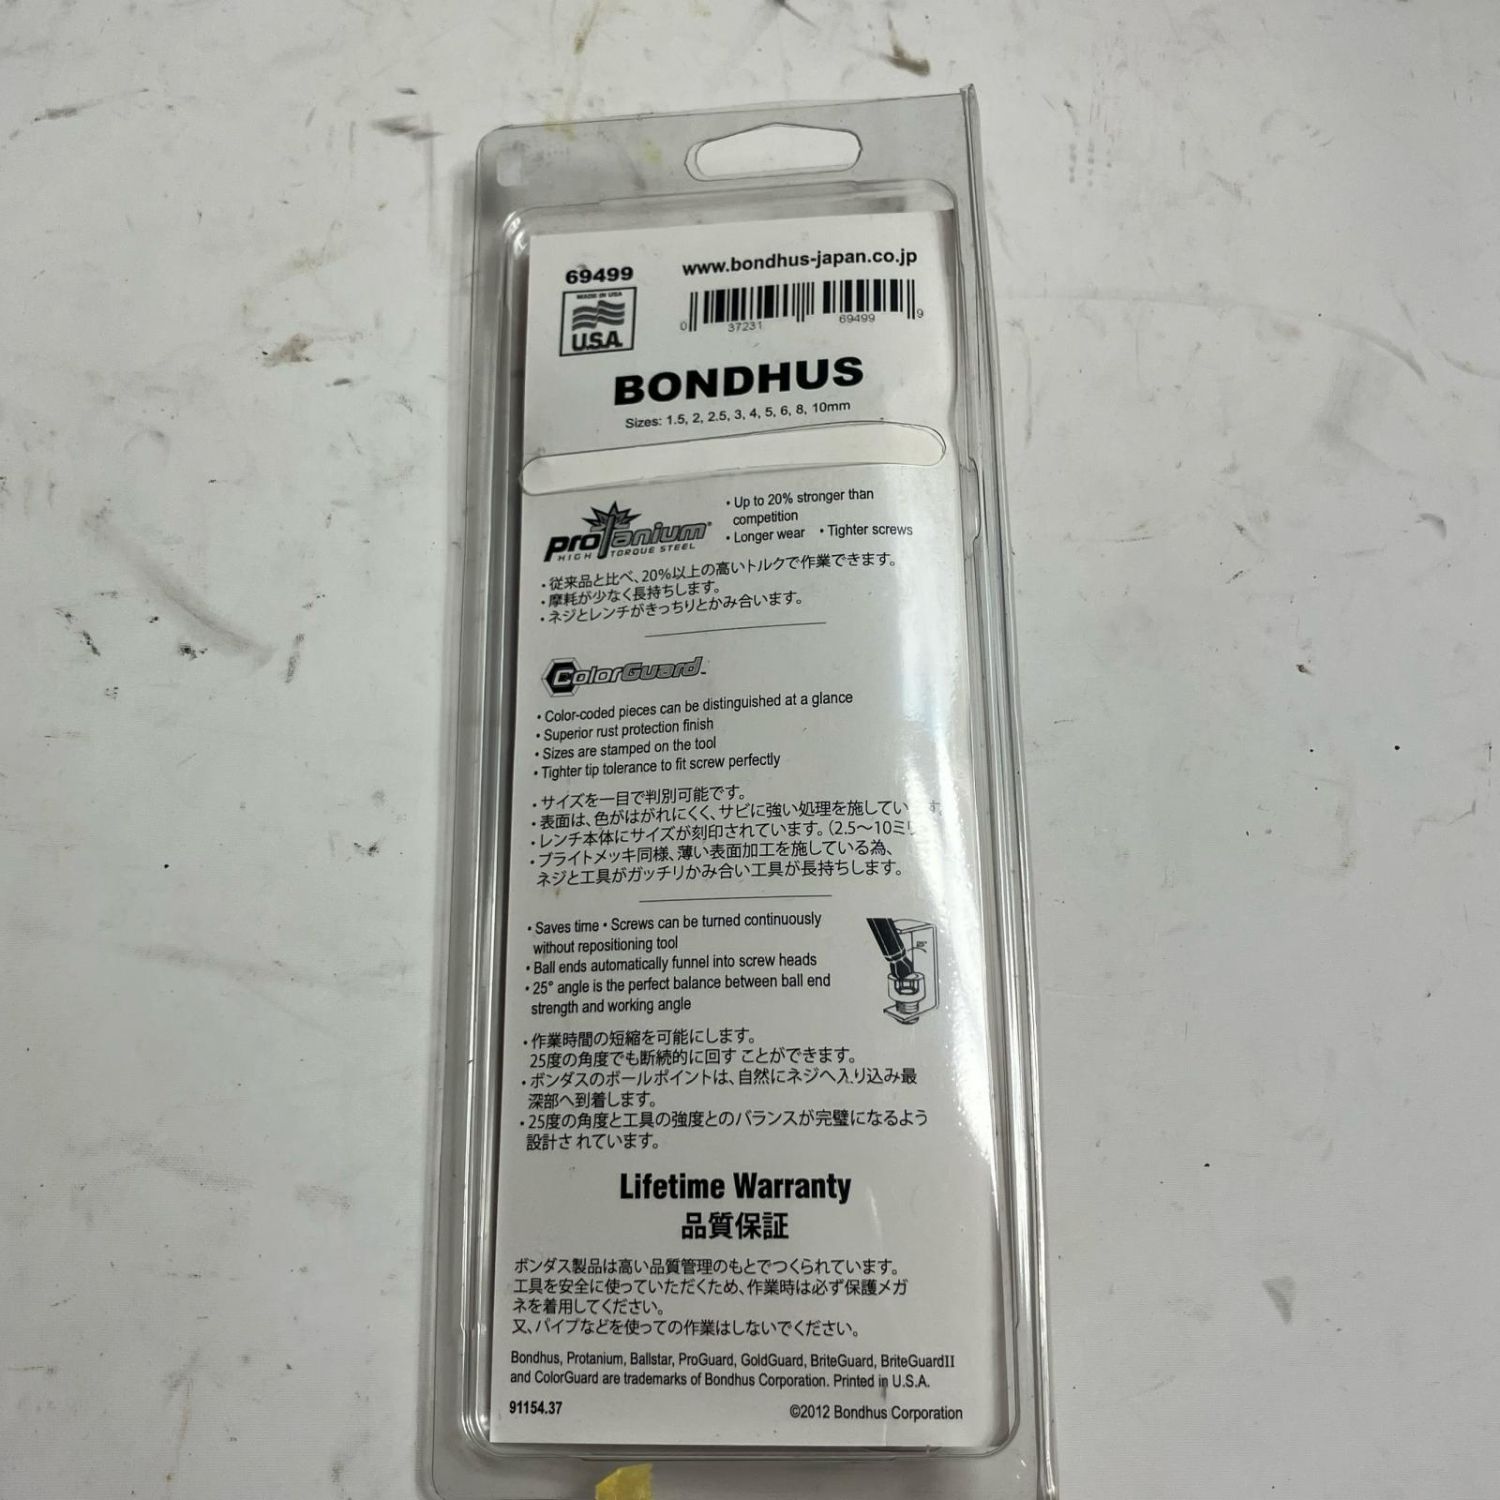 69499
www.bondhus-japan.co.jp
MADE IN USA
U.S.A.
0 37231 69499 9
BONDHUS
Sizes: 1.5, 2, 2.5, 3, 4, 5, 6, 8, 10mm
proTanium®
HIGH TORQUE STEEL
• Up to 20% stronger than
competition
• Longer wear • Tighter screws
・従来品と比べ、20%以上の高いトルクで作業できます。
・摩耗が少なく長持ちします。
・ネジとレンチがきっちりとかみ合います。
ColorGuard™
• Color-coded pieces can be distinguished at a glance
• Superior rust protection finish
• Sizes are stamped on the tool
• Tighter tip tolerance to fit screw perfectly
・サイズを一目で判別可能です。
・表面は、色がはがれにくく、サビに強い処理を施してい す。
・レンチ本体にサイズが刻印されています。(2.5〜10ミリ
・ブライトメッキ同様、薄い表面加工を施している為、
ネジと工具がガッチリかみ合い工具が長持ちします。
• Saves time • Screws can be turned continuously
without repositioning tool
• Ball ends automatically funnel into screw heads
• 25° angle is the perfect balance between ball end
strength and working angle
25°
・作業時間の短縮を可能にします。
25度の角度でも断続的に回す ことができます。
・ボンダスのボールポイントは、自然にネジへ入り込み最
深部へ到着します。
・25度の角度と工具の強度とのバランスが完璧になるよう
設計さ れています。
Lifetime Warranty
品質保証
ボンダス製品は高い品質管理のもとでつくられています。
工具を安全に使っていただくため、作業時は必ず保護メガ
ネを着用してください。
又、パイプなどを使っての作業はしないでください。
Bondhus, Protanium, Ballstar, ProGuard, GoldGuard, BriteGuard, BriteGuardII
and ColorGuard are trademarks of Bondhus Corporation. Printed in U.S.A.
91154.37
©2012 Bondhus Corporation